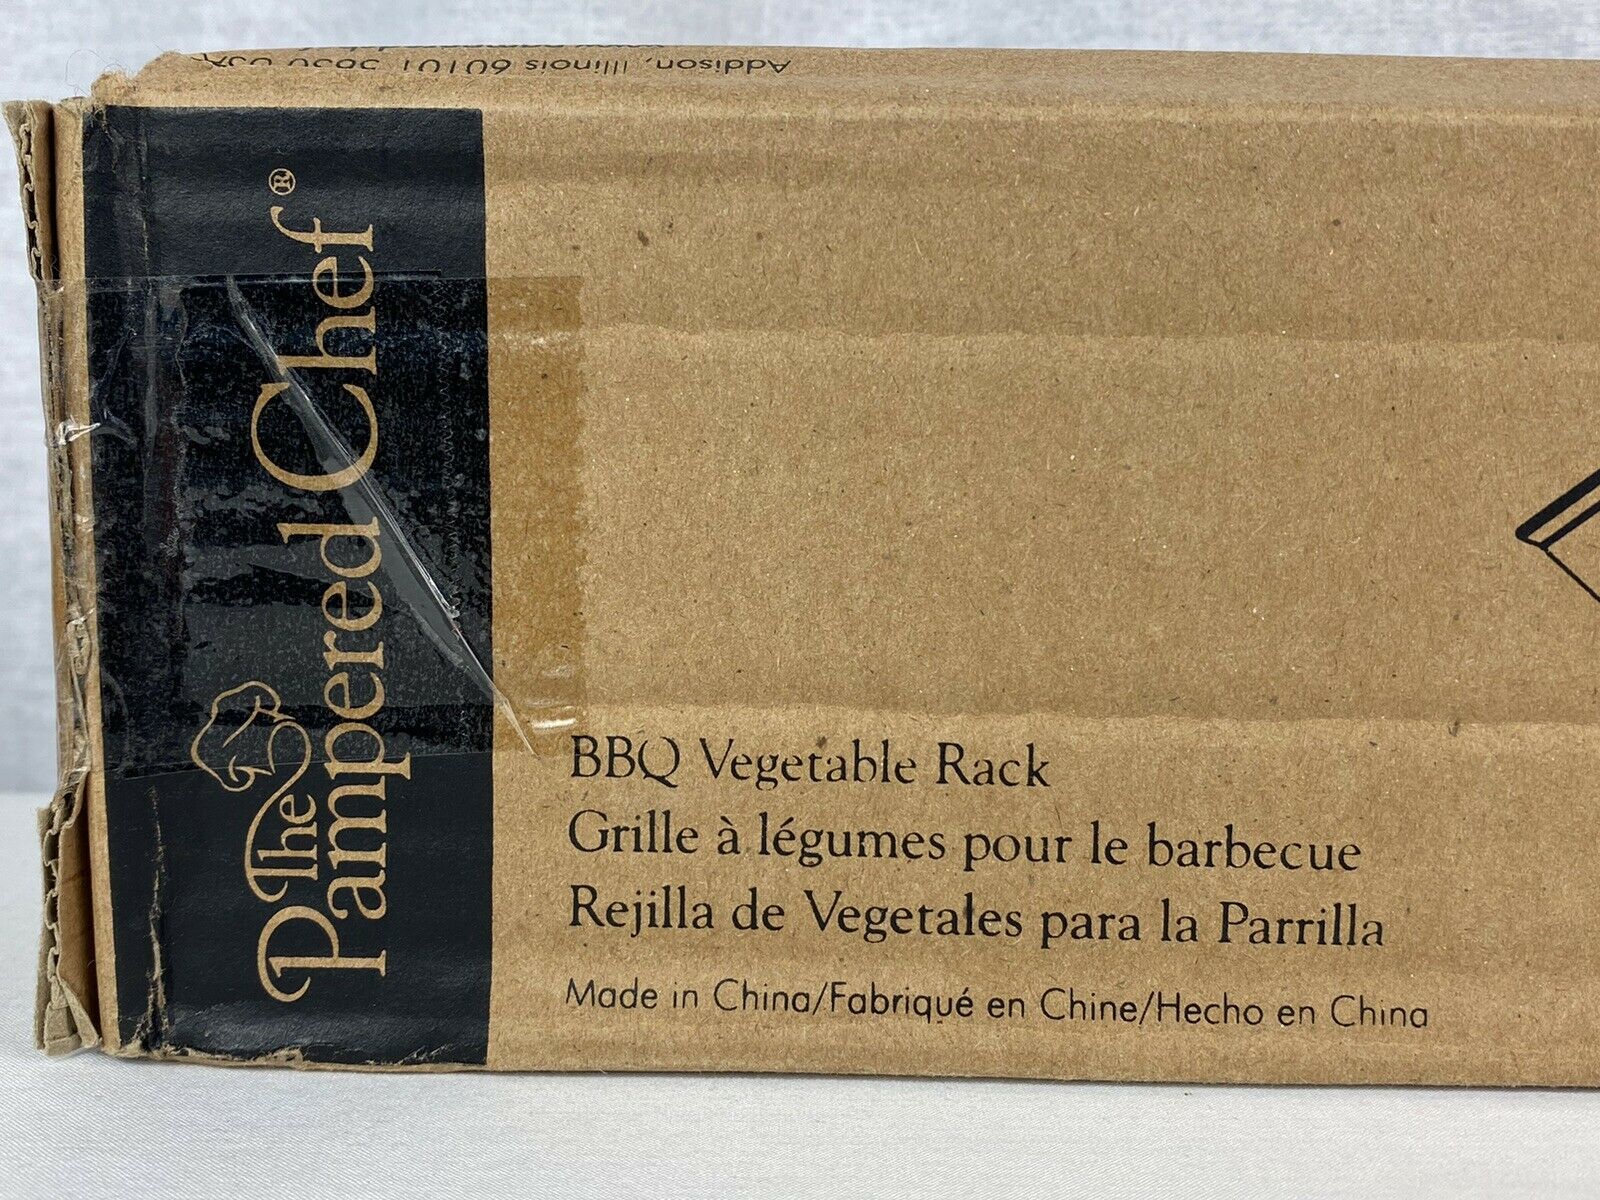 Addison, Illinois 60101
The
Pampered Chef®
BBQ Vegetable Rack
Grille à légumes pour le barbecue
Rejilla de Vegetales para la Parrilla
Made in China/Fabriqué en Chine/Hecho en China